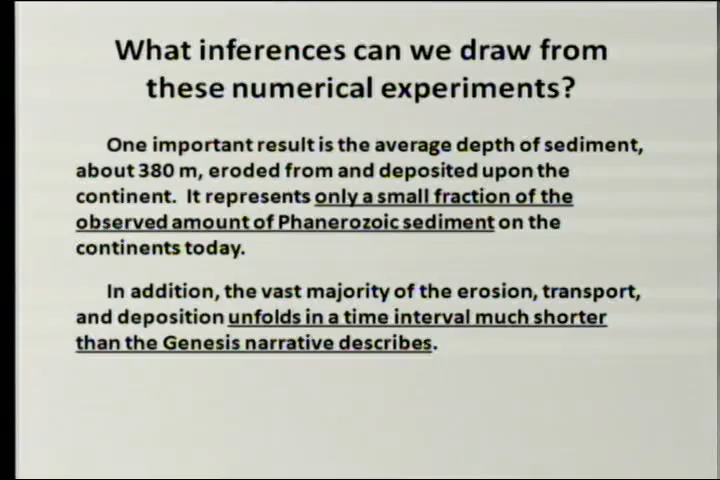 What inferences can we draw from
these numerical experiments?
One important result is the average depth of sediment,
about 380 m, eroded from and deposited upon the
continent. It represents only a small fraction of the
observed amount of Phanerozoic sediment on the
continents today.
In addition, the vast majority of the erosion, transport,
and deposition unfolds in a time interval much shorter
than the Genesis narrative describes.